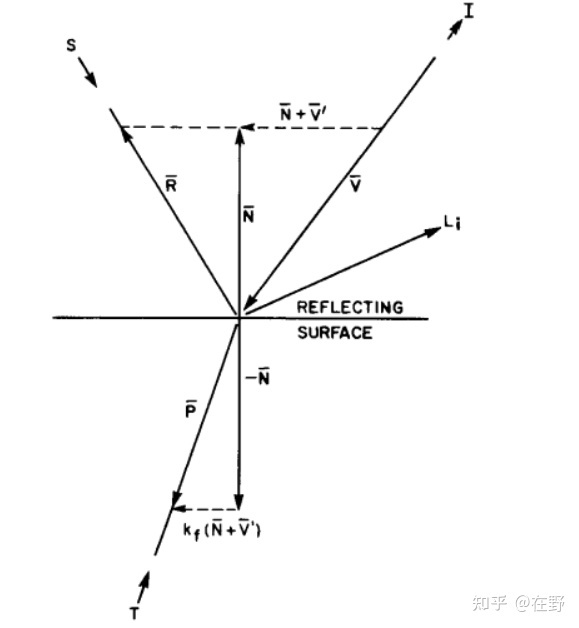 I
S
N̄ + V̄'
R̄
N̄
V̄
Li
REFLECTING
SURFACE
-N̄
P̄
kf(N̄ + V̄')
T
知乎 @在野